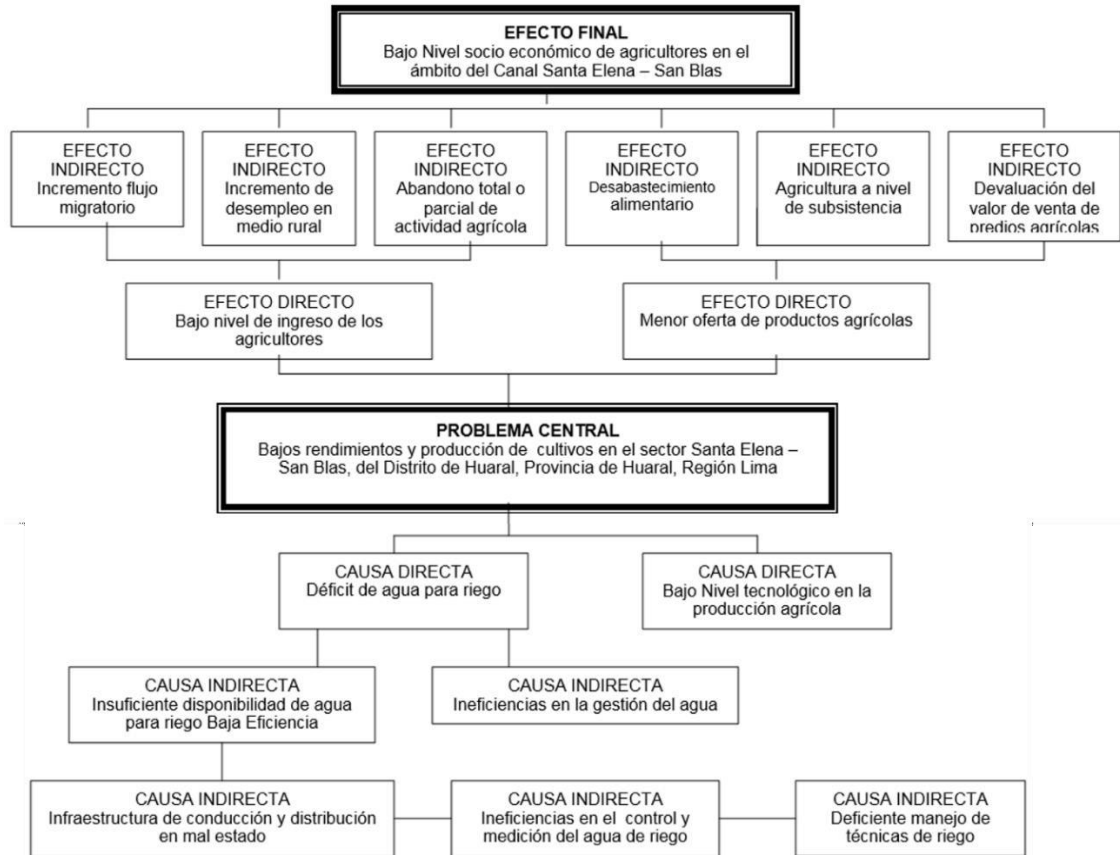 EFECTO FINAL
Bajo Nivel socio económico de agricultores en el
ámbito del Canal Santa Elena – San Blas
EFECTO
INDIRECTO
Incremento flujo
migratorio
EFECTO
INDIRECTO
Incremento de
desempleo en
medio rural
EFECTO
INDIRECTO
Abandono total o
parcial de
actividad agrícola
EFECTO
INDIRECTO
Desabastecimiento
alimentario
EFECTO
INDIRECTO
Agricultura a nivel
de subsistencia
EFECTO
INDIRECTO
Devaluación del
valor de venta de
predios agrícolas
EFECTO DIRECTO
Bajo nivel de ingreso de los
agricultores
EFECTO DIRECTO
Menor oferta de productos agrícolas
PROBLEMA CENTRAL
Bajos rendimientos y producción de cultivos en el sector Santa Elena –
San Blas, del Distrito de Huaral, Provincia de Huaral, Región Lima
CAUSA DIRECTA
Déficit de agua para riego
CAUSA DIRECTA
Bajo Nivel tecnológico en la
producción agrícola
CAUSA INDIRECTA
Insuficiente disponibilidad de agua
para riego Baja Eficiencia
CAUSA INDIRECTA
Ineficiencias en la gestión del agua
CAUSA INDIRECTA
Infraestructura de conducción y distribución
en mal estado
CAUSA INDIRECTA
Ineficiencias en el control y
medición del agua de riego
CAUSA INDIRECTA
Deficiente manejo de
técnicas de riego